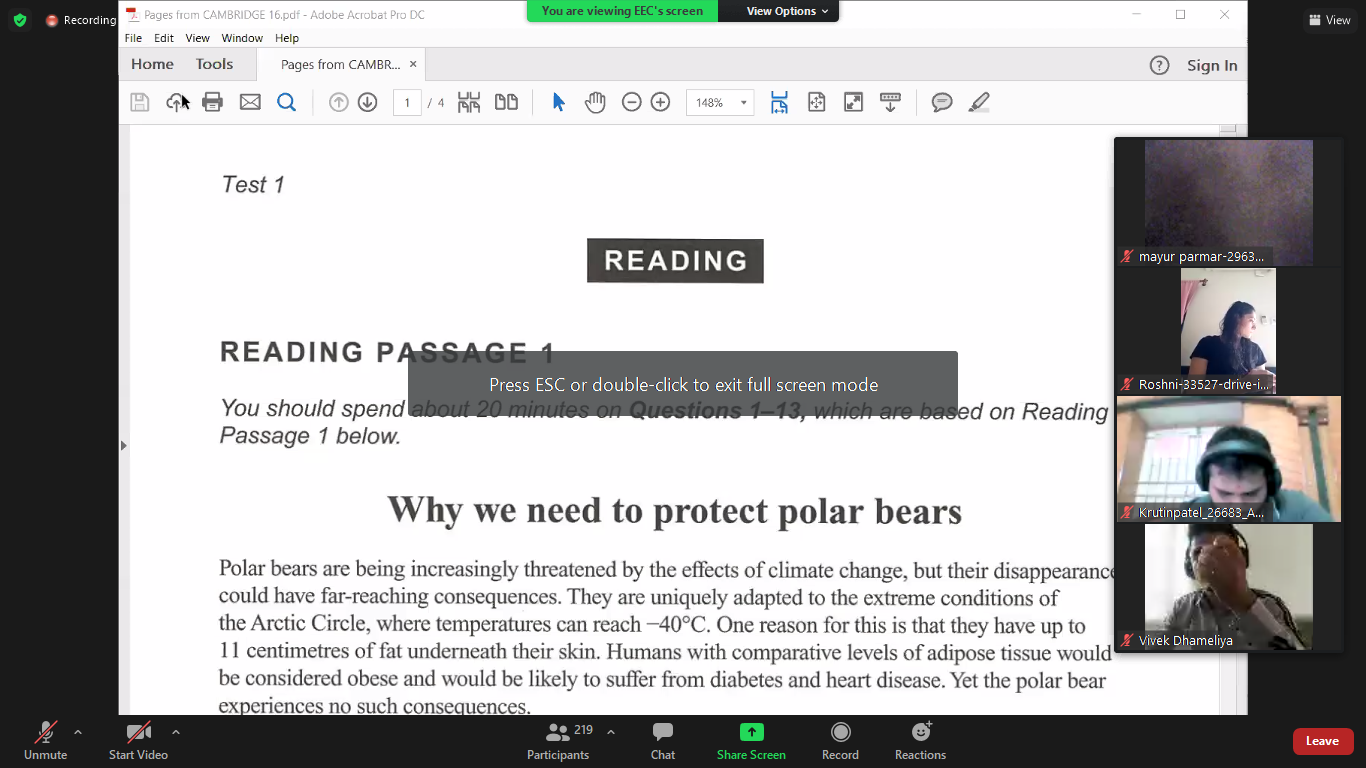 Recording
Pages from CAMBRIDGE 16.pdf - Adobe Acrobat Pro DC
You are viewing EEC's screen
View Options
View
File Edit View Window Help
Home Tools Pages from CAMBR... ×
? Sign In
1 / 4 148%
Test 1
READING
READING PASSAGE 1
Press ESC or double-click to exit full screen mode
You should spend about 20 minutes on Questions 1–13, which are based on Reading
Passage 1 below.
Why we need to protect polar bears
Polar bears are being increasingly threatened by the effects of climate change, but their disappearance
could have far-reaching consequences. They are uniquely adapted to the extreme conditions of
the Arctic Circle, where temperatures can reach −40°C. One reason for this is that they have up to
11 centimetres of fat underneath their skin. Humans with comparative levels of adipose tissue would
be considered obese and would be likely to suffer from diabetes and heart disease. Yet the polar bear
experiences no such consequences.
mayur parmar-2963...
Roshni-33527-drive-i...
Krutinpatel_26683_A...
Vivek Dhameliya
Unmute
Start Video
219
Participants
Chat
Share Screen
Record
Reactions
Leave